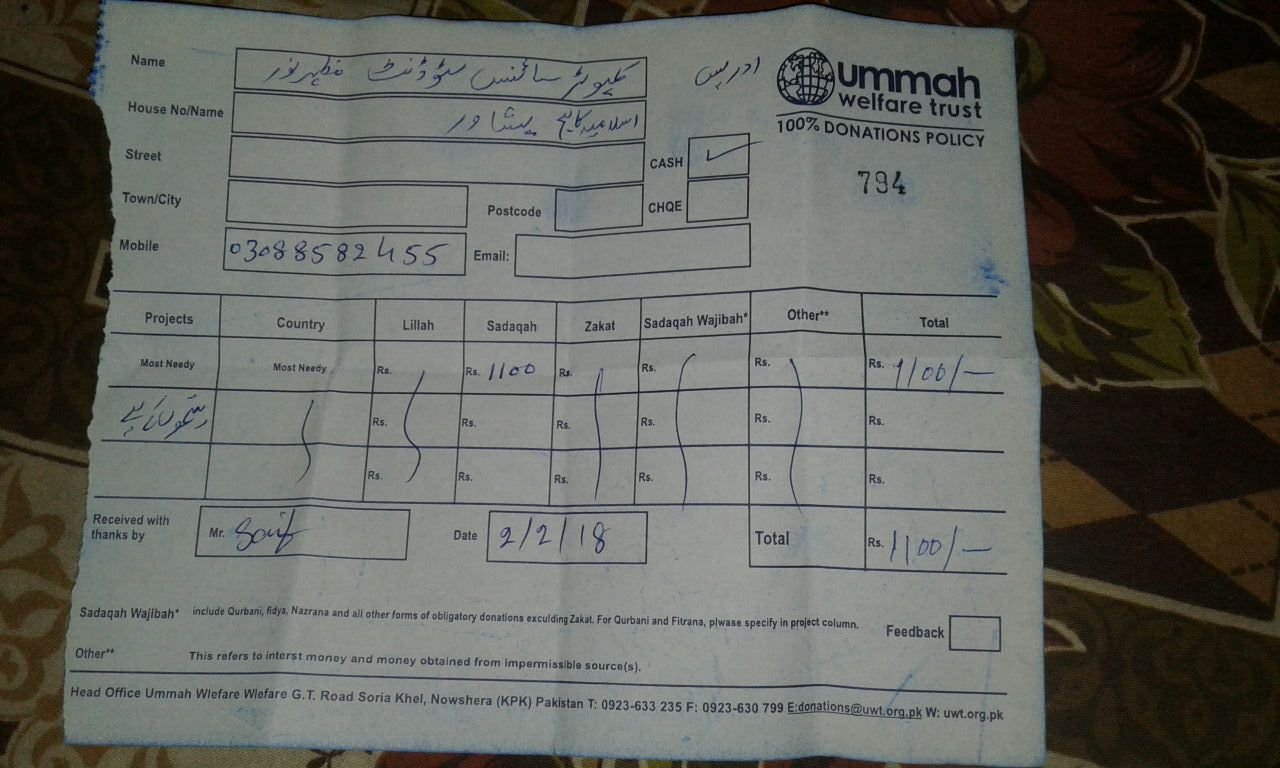 Name کمپیوٹر سائنس سٹوڈنٹ ادریس
House No/Name اسلامیہ کالج پشاور
ummah
welfare trust
100% DONATIONS POLICY
794
Street CASH ✓
Town/City Postcode CHQE
Mobile 03088582455 Email:
Projects Country Lillah Sadaqah Zakat Sadaqah Wajibah* Other** Total
Most Needy Most Needy Rs. Rs. 1100 Rs. Rs. Rs. Rs. 1100/-
Rs. Rs. Rs. Rs. Rs. Rs.
Rs. Rs. Rs. Rs. Rs. Rs.
Received with thanks by Mr. Date 2/2/18 Total Rs. 1100/-
Sadaqah Wajibah* include Qurbani, fidya, Nazrana and all other forms of obligatory donations exculding Zakat. For Qurbani and Fitrana, plwase specify in project column.
Feedback
Other** This refers to interst money and money obtained from impermissible source(s).
Head Office Ummah Wlefare Wlefare G.T. Road Soria Khel, Nowshera (KPK) Pakistan T: 0923-633 235 F: 0923-630 799 E:donations@uwt.org.pk W: uwt.org.pk